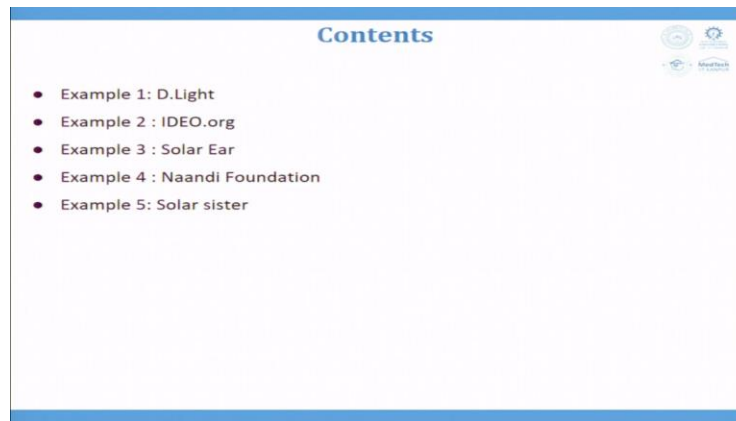 Contents
MedTech
● Example 1: D.Light
● Example 2 : IDEO.org
● Example 3 : Solar Ear
● Example 4 : Naandi Foundation
● Example 5: Solar sister